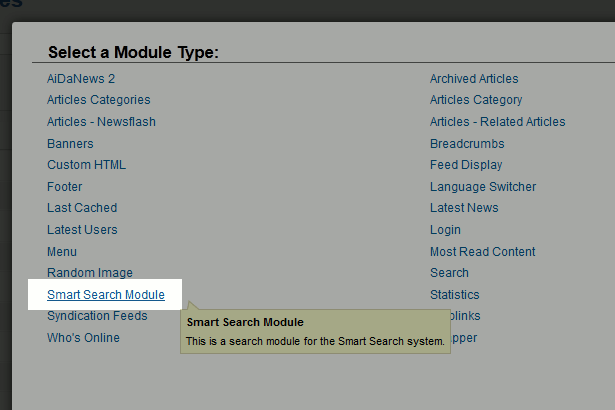 es
Select a Module Type:
AiDaNews 2
Articles Categories
Articles - Newsflash
Banners
Custom HTML
Footer
Last Cached
Latest Users
Menu
Random Image
Smart Search Module
Syndication Feeds
Who's Online
Archived Articles
Articles Category
Articles - Related Articles
Breadcrumbs
Feed Display
Language Switcher
Latest News
Login
Most Read Content
Search
Statistics
links
pper
Smart Search Module
This is a search module for the Smart Search system.